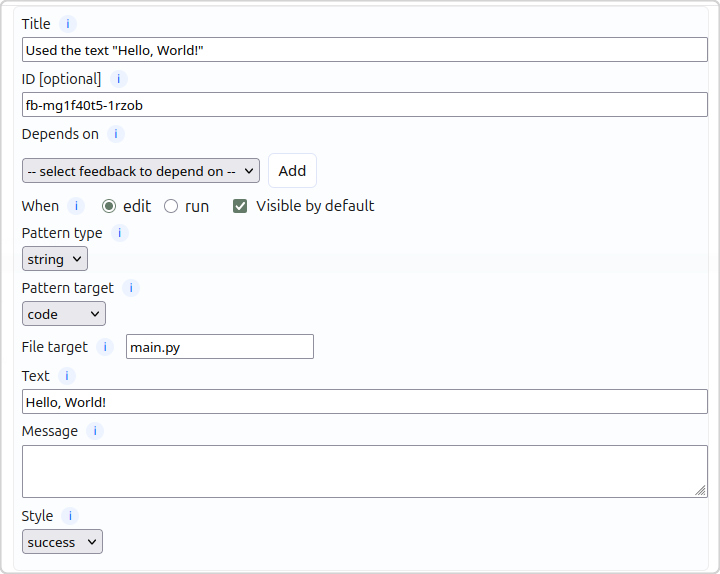 Title i
Used the text "Hello, World!"
ID [optional] i
fb-mg1f40t5-1rzob
Depends on i
-- select feedback to depend on -- Add
When i edit run Visible by default
Pattern type i
string
Pattern target i
code
File target i main.py
Text i
Hello, World!
Message i
Style i
success